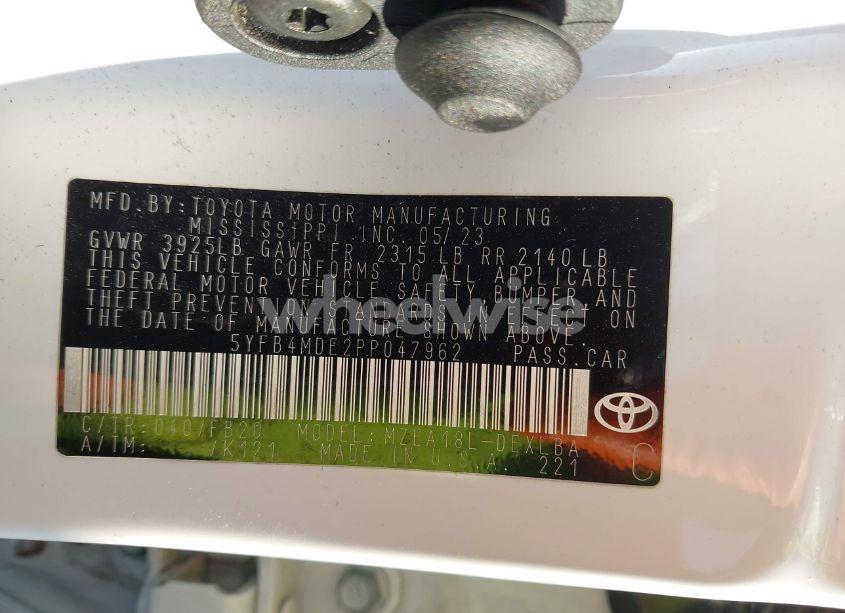 MFD. BY: TOYOTA MOTOR MANUFACTURING
MISSISSIPPI, INC. 05/23
GVWR 3925LB GAWR FR 2315 LB RR 2140 LB
THIS VEHICLE CONFORMS TO ALL APPLICABLE
FEDERAL MOTOR VEHICLE SAFETY, BUMPER, AND
THEFT PREVENTION STANDARDS IN EFFECT ON
THE DATE OF MANUFACTURE SHOWN ABOVE.
wheelwise
5YFB4MDE2PP047962 PASS. CAR
C/TR: 040/FB20 MODEL: MZEA18L-DEXLBA
A/TM: /K121 MADE IN U.S.A. 221 C